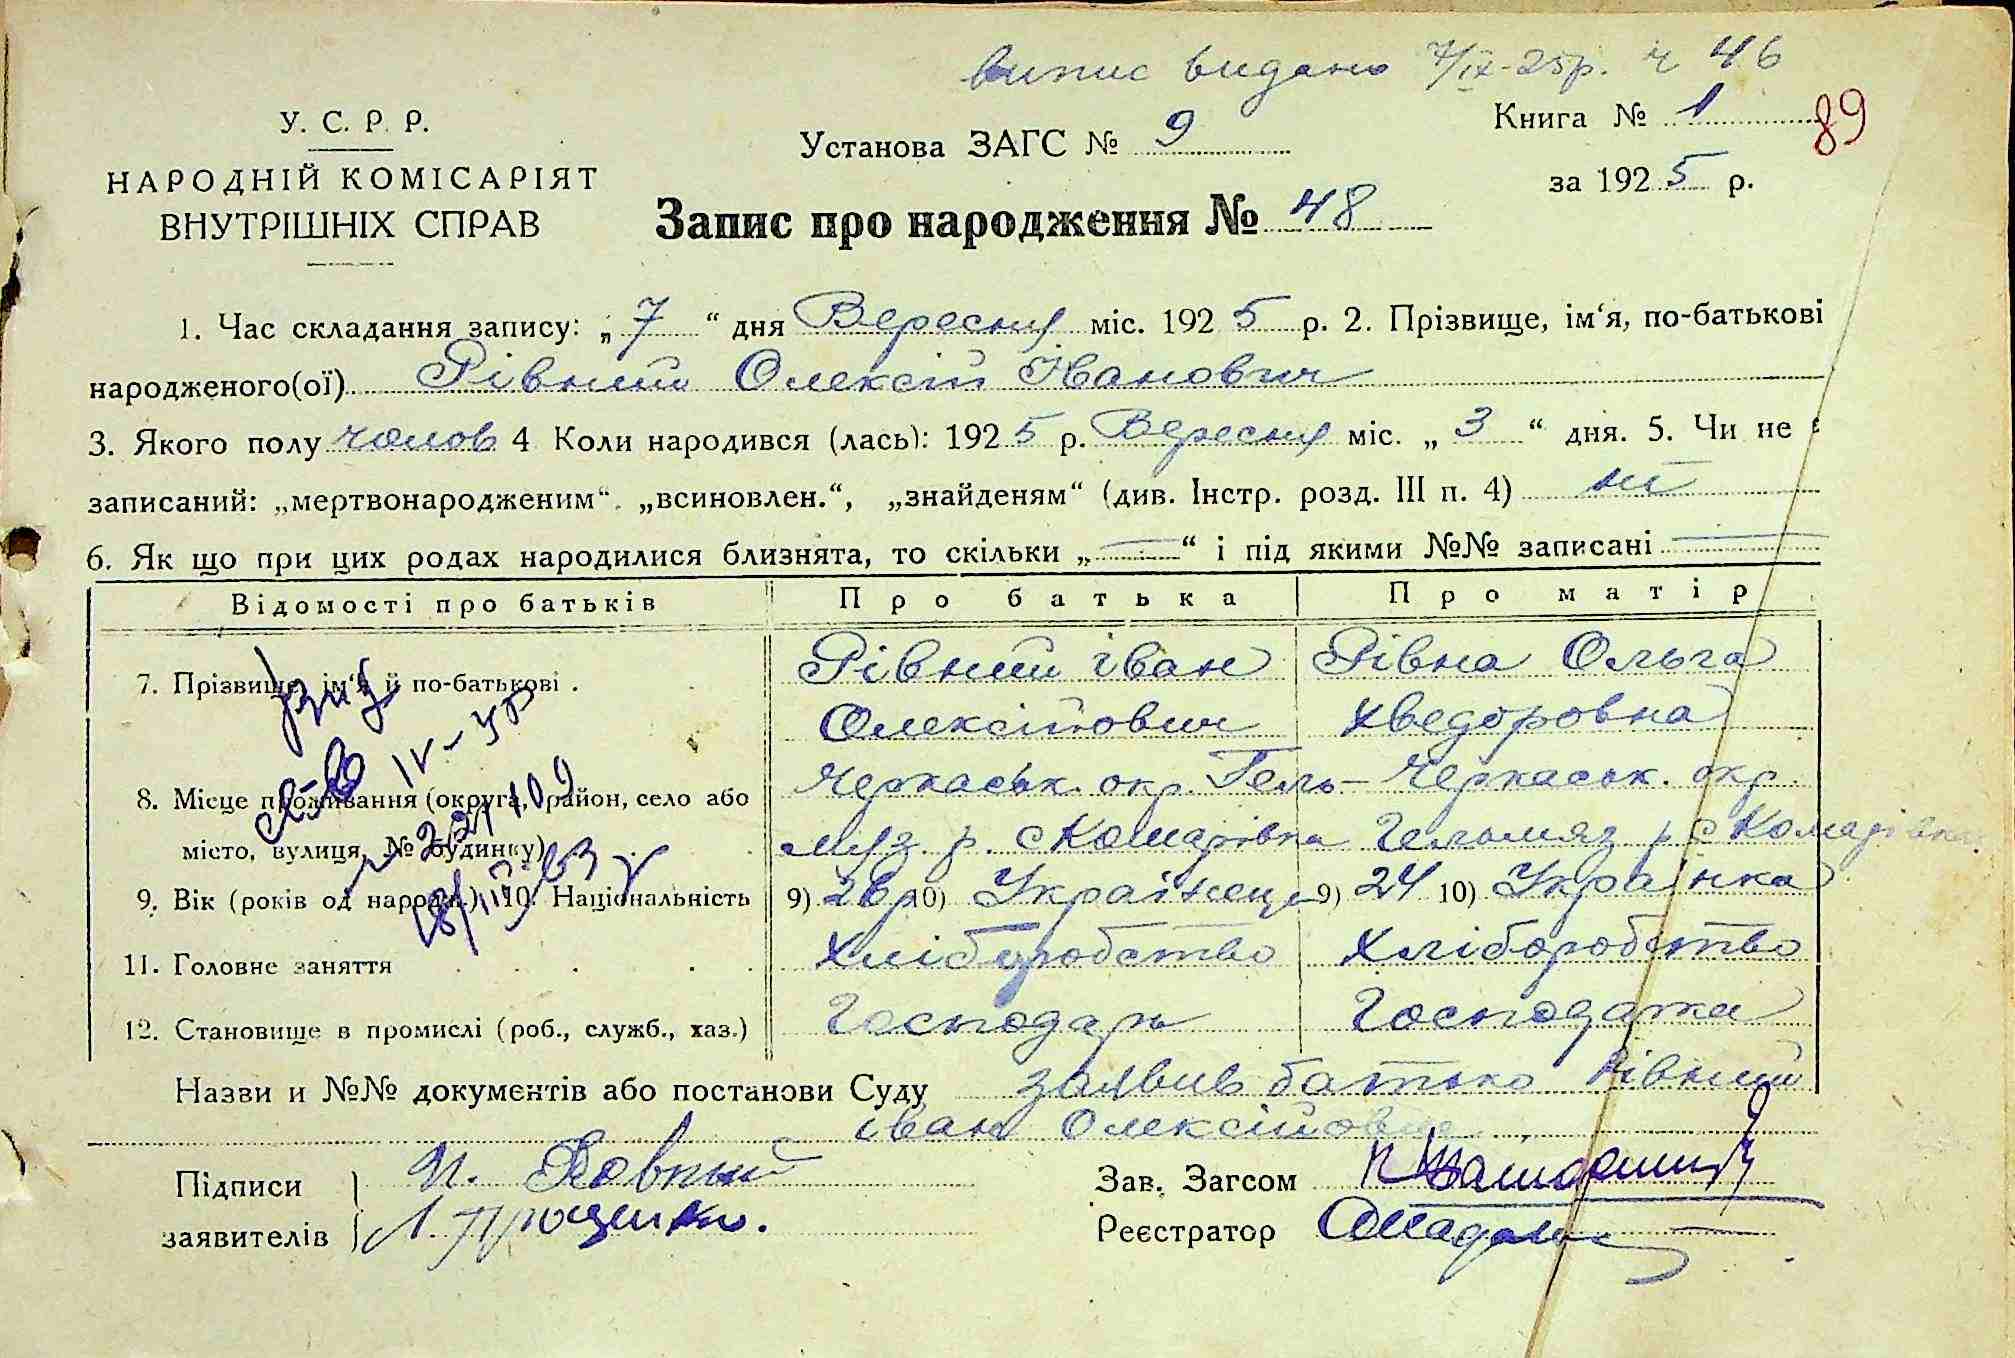 випис видано 7/ІХ-25р. ч 46
У. С. Р. Р.
НАРОДНІЙ КОМІСАРІЯТ
ВНУТРІШНІХ СПРАВ
Установа ЗАГС № 9
Книга № 1 89
за 1925 р.
Запис про народження № 48
1. Час складання запису: „ 7 “ дня Вересня міс. 1925 р. 2. Прізвище, ім‘я, по-батькові
народженого(ої) Рівний Олексій Іванович
3. Якого полу чолов 4 Коли народився (лась): 1925 р. Вересня міс. „ 3 “ дня. 5. Чи не
записаний: „мертвонародженим“. „всиновлен.“, „знайденям“ (див. Інстр. розд. III п. 4) ні
6. Як що при цих родах народилися близнята, то скільки „ — “ і під якими №№ записані —
Відомості про батьків Про батька Про матір
7. Прізвище, ім‘я й по-батькові . Рівний іван Рівна Ольга
Олексійович Хведоровна
8. Місце проживання (округа, район, село або Черкаськ. окр. Гель- Черкаськ. окр.
місто, вулиця, № будинку) мяз. р. с Комарівка Гельмяз р с Комарівка
9. Вік (років од народж.) 10. Національність 9) 26р 10) Українець 9) 24 10) Українка
11. Головне заняття Хліборобство Хліборобство
12. Становище в промислі (роб., служб., хаз.) Господарь Господарка
Назви и №№ документів або постанови Суду заявив батько Рівний
іван Олексійович
Підписи И. Ровный Зав. Загсом
заявителів Л. Проценко. Реєстратор